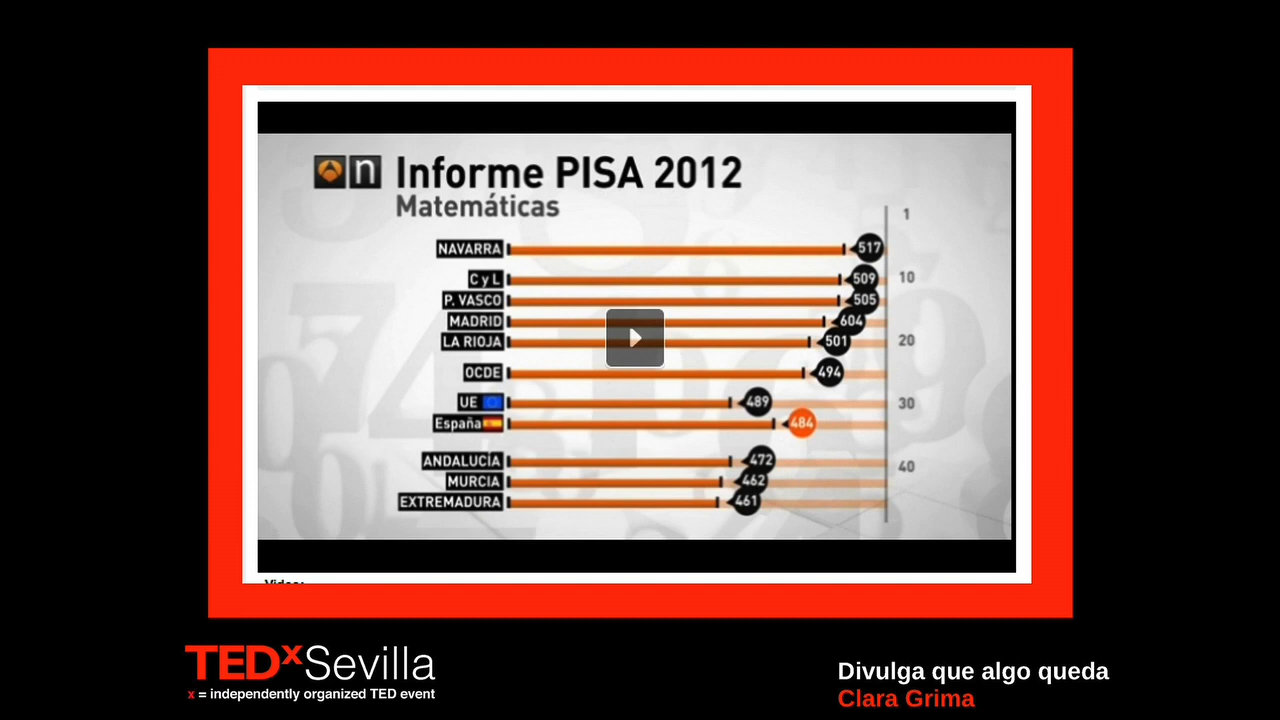 n Informe PISA 2012
Matemáticas
1
NAVARRA 517
C y L 509 10
P. VASCO 505
MADRID 604
LA RIOJA 501 20
OCDE 494
UE 489 30
España 484
ANDALUCÍA 472 40
MURCIA 462
EXTREMADURA 461
TEDxSevilla
x = independently organized TED event
Divulga que algo queda
Clara Grima